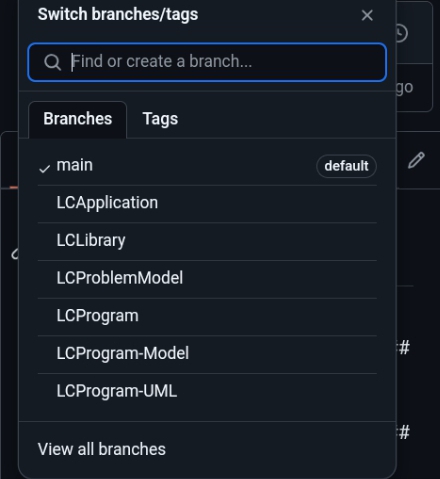 Switch branches/tags
Find or create a branch...
go
Branches
Tags
main
default
LCApplication
LCLibrary
LCProblemModel
LCProgram
#
LCProgram-Model
LCProgram-UML
#
View all branches